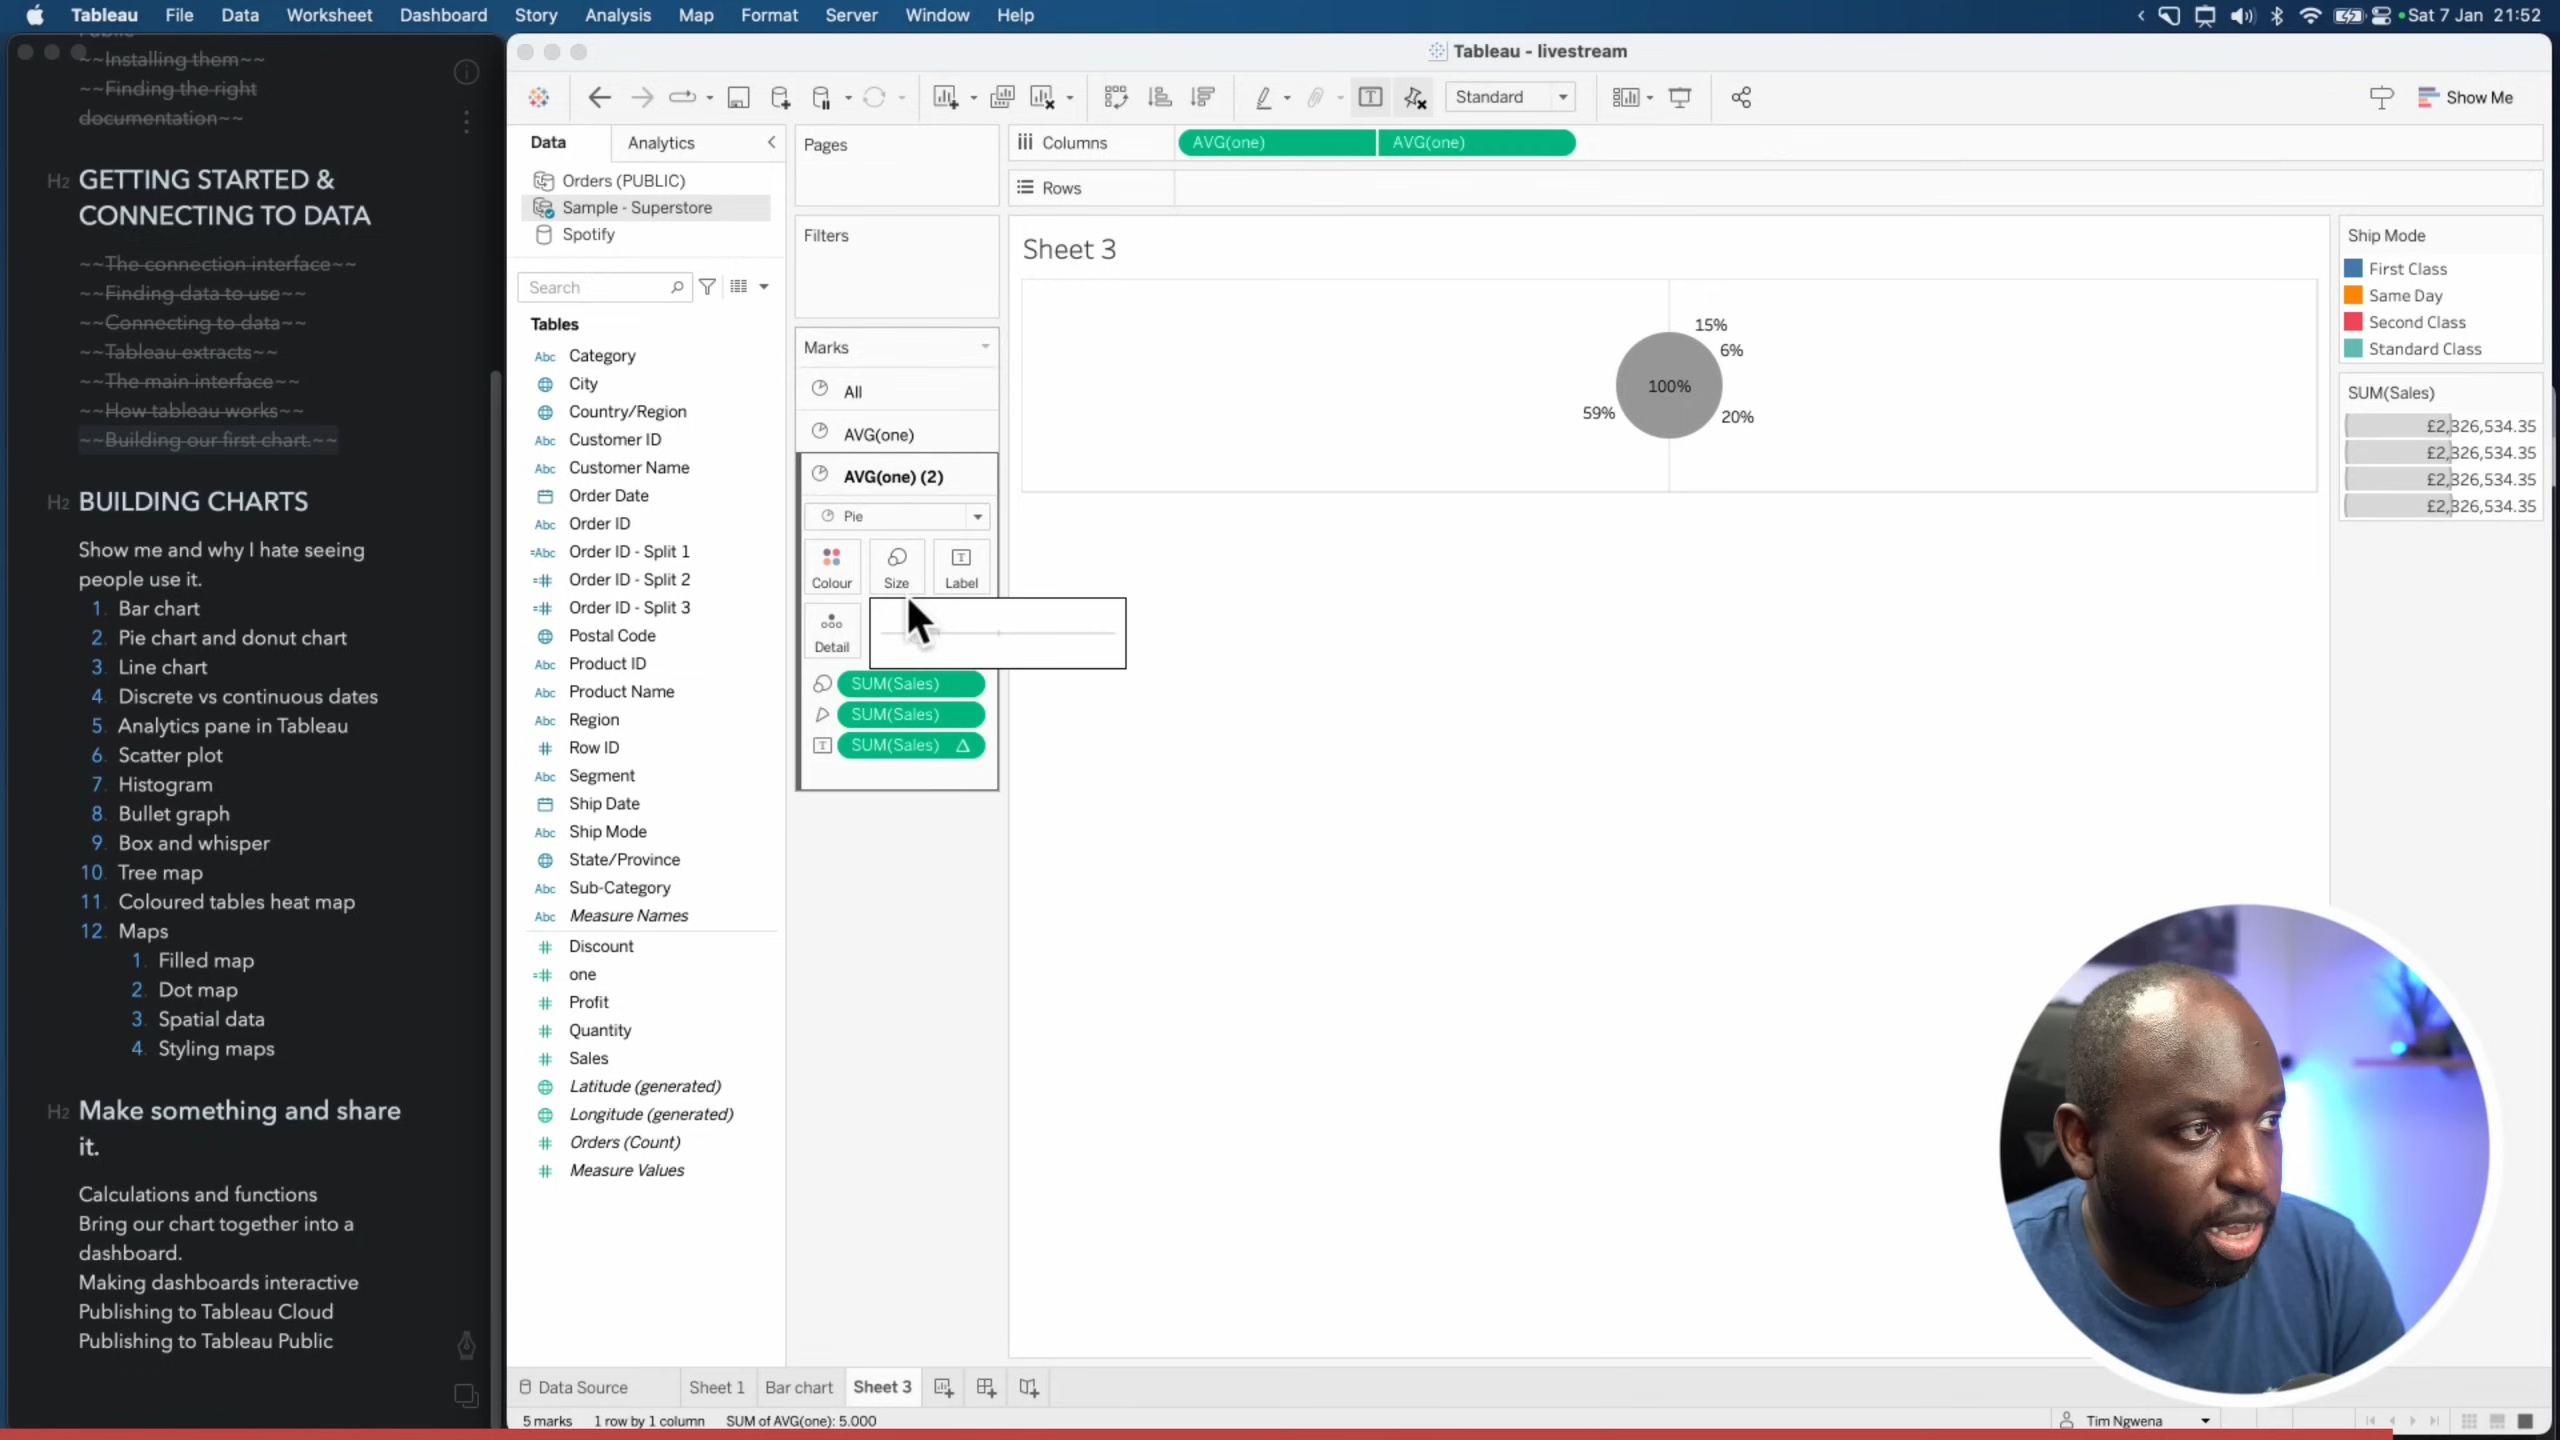 Tableau File Data Worksheet Dashboard Story Analysis Map Format Server Window Help
Sat 7 Jan 21:52
~~Installing them~~
~~Finding the right
documentation~~
H2 GETTING STARTED &
CONNECTING TO DATA
~~The connection interface~~
~~Finding data to use~~
~~Connecting to data~~
~~Tableau extracts~~
~~The main interface~~
~~How tableau works~~
~~Building our first chart.~~
H2 BUILDING CHARTS
Show me and why I hate seeing
people use it.
1. Bar chart
2. Pie chart and donut chart
3. Line chart
4. Discrete vs continuous dates
5. Analytics pane in Tableau
6. Scatter plot
7. Histogram
8. Bullet graph
9. Box and whisper
10. Tree map
11. Coloured tables heat map
12. Maps
1. Filled map
2. Dot map
3. Spatial data
4. Styling maps
H2 Make something and share
it.
Calculations and functions
Bring our chart together into a
dashboard.
Making dashboards interactive
Publishing to Tableau Cloud
Publishing to Tableau Public
Tableau - livestream
Standard
Show Me
Data Analytics
Orders (PUBLIC)
Sample - Superstore
Spotify
Search
Tables
Abc Category
City
Country/Region
Abc Customer ID
Abc Customer Name
Order Date
Abc Order ID
=Abc Order ID - Split 1
=# Order ID - Split 2
=# Order ID - Split 3
Postal Code
Abc Product ID
Abc Product Name
Abc Region
# Row ID
Abc Segment
Ship Date
Abc Ship Mode
State/Province
Abc Sub-Category
Abc Measure Names
# Discount
=# one
# Profit
# Quantity
# Sales
Latitude (generated)
Longitude (generated)
# Orders (Count)
# Measure Values
Pages
Filters
Marks
All
AVG(one)
AVG(one) (2)
Pie
Colour Size Label
Detail
SUM(Sales)
SUM(Sales)
SUM(Sales) △
Columns AVG(one) AVG(one)
Rows
Sheet 3
15%
6%
100%
59%
20%
Ship Mode
First Class
Same Day
Second Class
Standard Class
SUM(Sales)
£2,326,534.35
£2,326,534.35
£2,326,534.35
£2,326,534.35
Data Source Sheet 1 Bar chart Sheet 3
5 marks 1 row by 1 column SUM of AVG(one): 5.000
Tim Ngwena